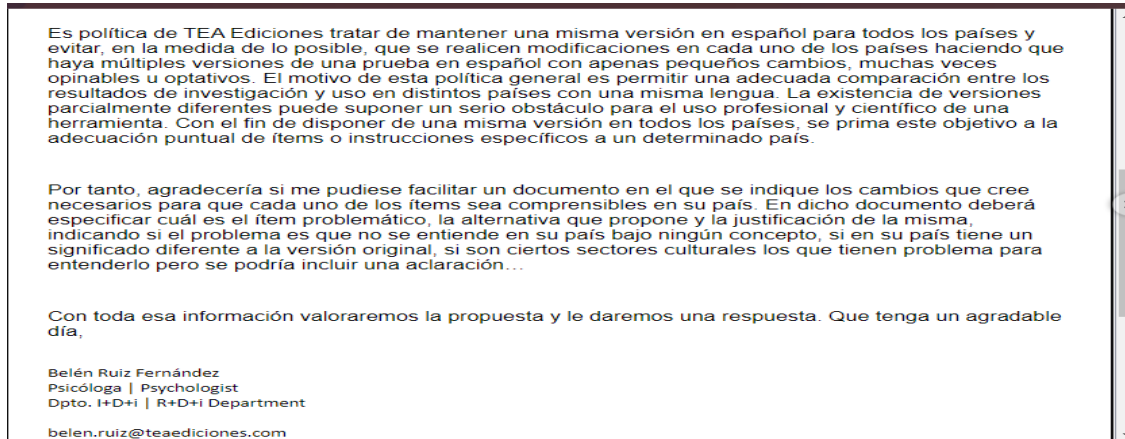 Es política de TEA Ediciones tratar de mantener una misma versión en español para todos los países y
evitar, en la medida de lo posible, que se realicen modificaciones en cada uno de los países haciendo que
haya múltiples versiones de una prueba en español con apenas pequeños cambios, muchas veces
opinables u optativos. El motivo de esta política general es permitir una adecuada comparación entre los
resultados de investigación y uso en distintos países con una misma lengua. La existencia de versiones
parcialmente diferentes puede suponer un serio obstáculo para el uso profesional y científico de una
herramienta. Con el fin de disponer de una misma versión en todos los países, se prima este objetivo a la
adecuación puntual de ítems o instrucciones específicos a un determinado país.
Por tanto, agradecería si me pudiese facilitar un documento en el que se indique los cambios que cree
necesarios para que cada uno de los ítems sea comprensibles en su país. En dicho documento deberá
especificar cuál es el ítem problemático, la alternativa que propone y la justificación de la misma,
indicando si el problema es que no se entiende en su país bajo ningún concepto, si en su país tiene un
significado diferente a la versión original, si son ciertos sectores culturales los que tienen problema para
entenderlo pero se podría incluir una aclaración…
Con toda esa información valoraremos la propuesta y le daremos una respuesta. Que tenga un agradable
día,
Belén Ruiz Fernández
Psicóloga | Psychologist
Dpto. I+D+i | R+D+i Department
belen.ruiz@teaediciones.com